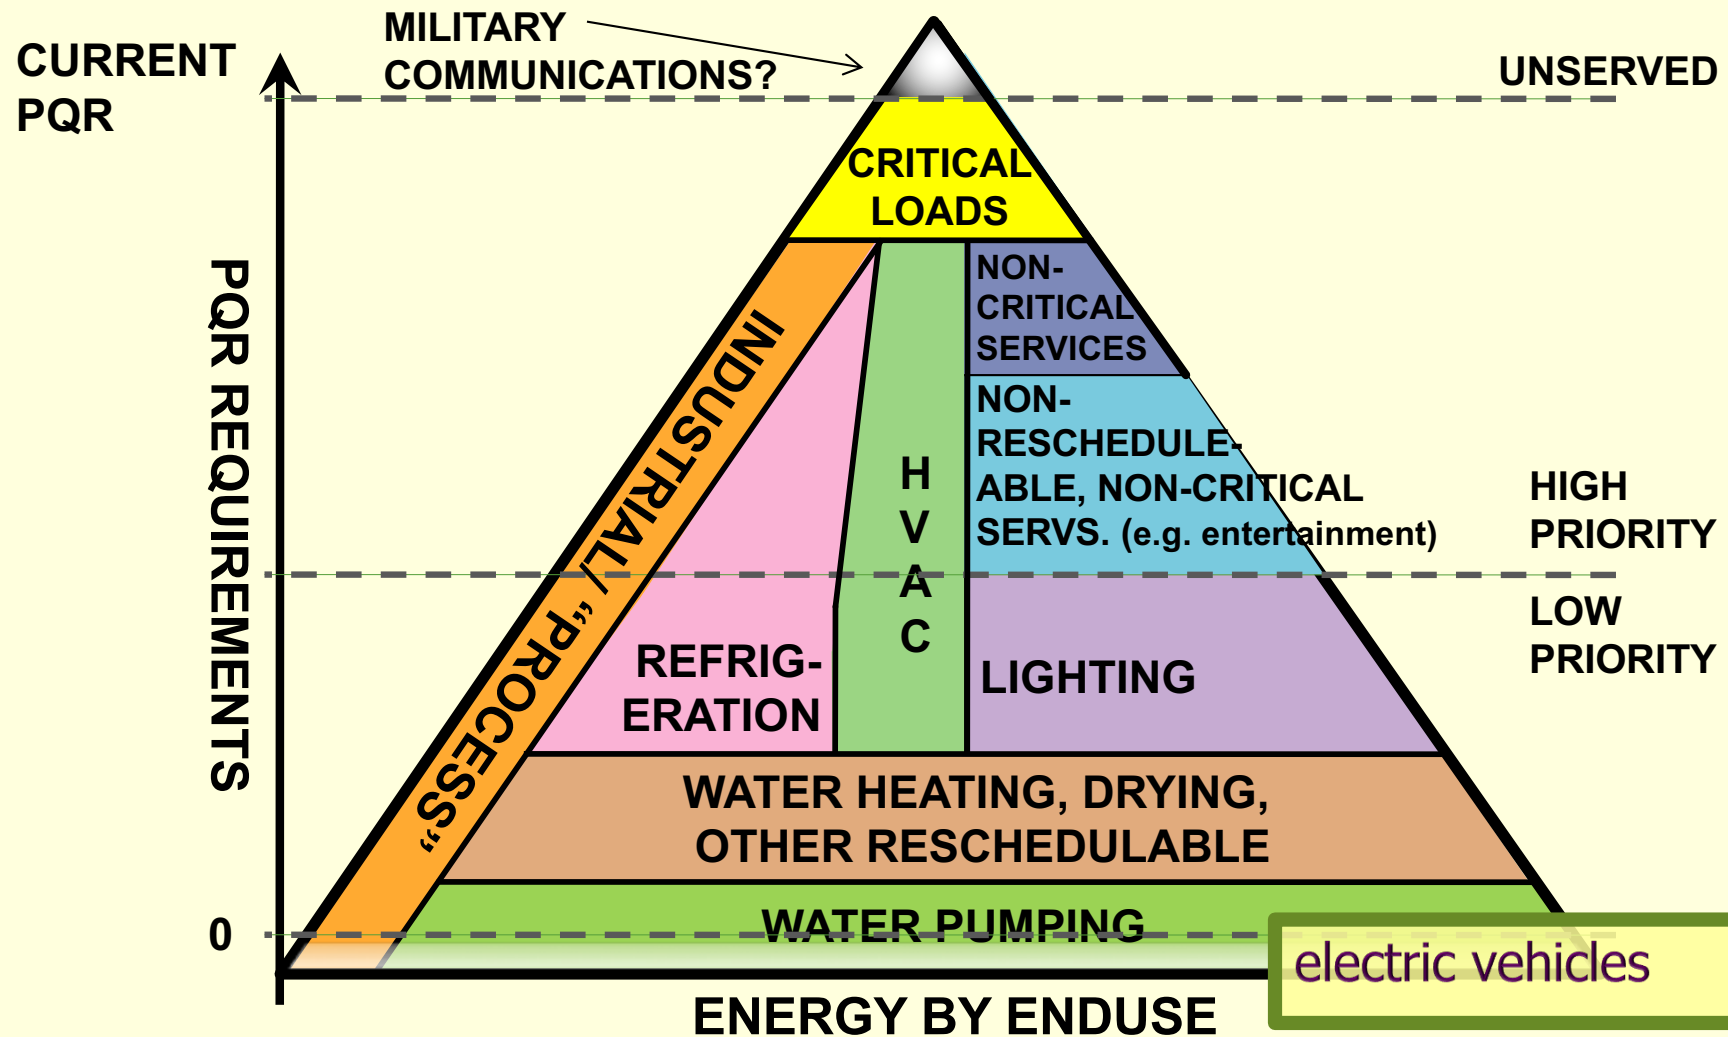 MILITARY
COMMUNICATIONS?
CURRENT
PQR
UNSERVED
CRITICAL
LOADS
PQR REQUIREMENTS
INDUSTRIAL/ “PROCESS”
NON-
CRITICAL
SERVICES
NON-
RESCHEDULE-
ABLE, NON-CRITICAL
SERVS. (e.g. entertainment)
H
V
A
C
HIGH
PRIORITY
LOW
PRIORITY
REFRIG-
ERATION
LIGHTING
WATER HEATING, DRYING,
OTHER RESCHEDULABLE
WATER PUMPING
0
electric vehicles
ENERGY BY ENDUSE